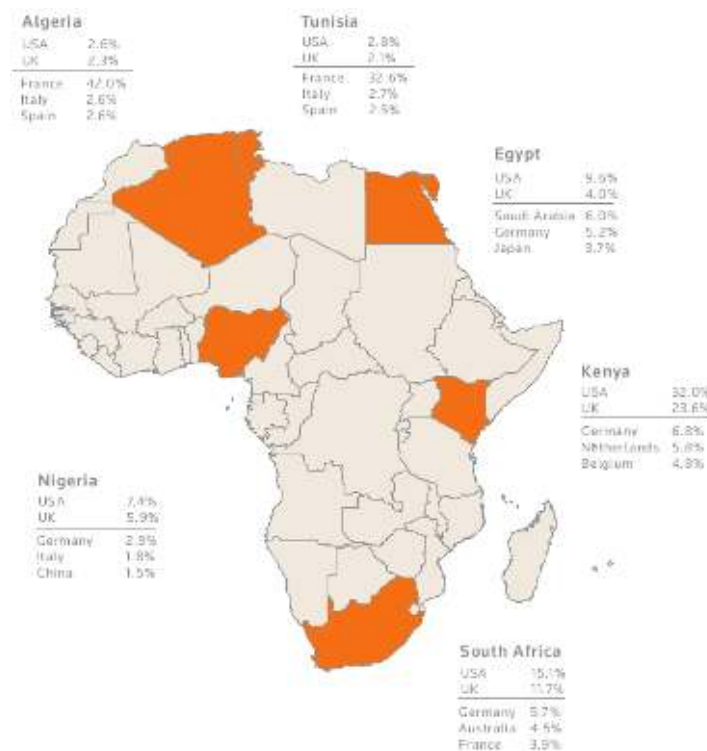 Algeria
USA 2.6%
UK 2.3%
France 42.0%
Italy 2.6%
Spain 2.6%
Tunisia
USA 2.8%
UK 2.1%
France 32.6%
Italy 2.7%
Spain 2.5%
Egypt
USA 9.6%
UK 4.0%
Saudi Arabia 6.0%
Germany 5.2%
Japan 3.7%
Kenya
USA 32.0%
UK 23.6%
Germany 6.8%
Netherlands 5.8%
Belgium 4.8%
Nigeria
USA 7.4%
UK 5.9%
Germany 2.8%
Italy 1.8%
China 1.5%
South Africa
USA 15.1%
UK 11.7%
Germany 5.7%
Australia 4.5%
France 3.9%